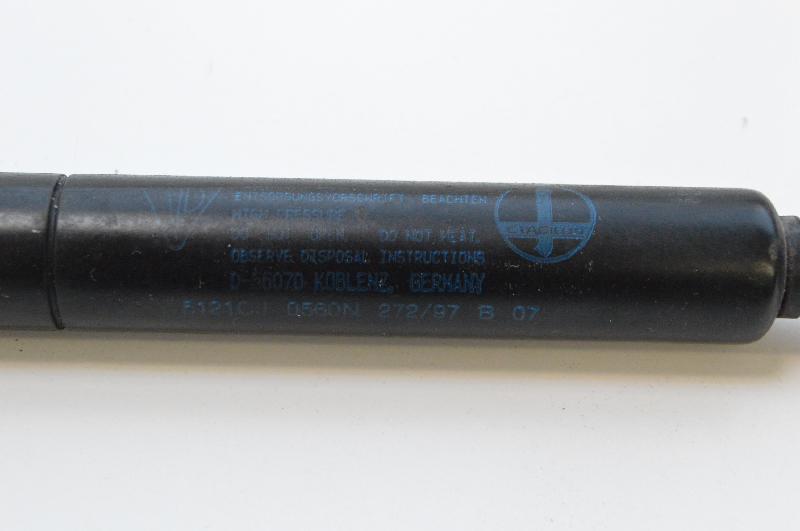 ENTSORGUNGSVORSCHRIFT BEACHTEN
HIGH PRESSURE
DO NOT OPEN DO NOT HEAT.
OBSERVE DISPOSAL INSTRUCTIONS
D-56070 KOBLENZ, GERMANY
0560N 272/97 B 07
STABILUS